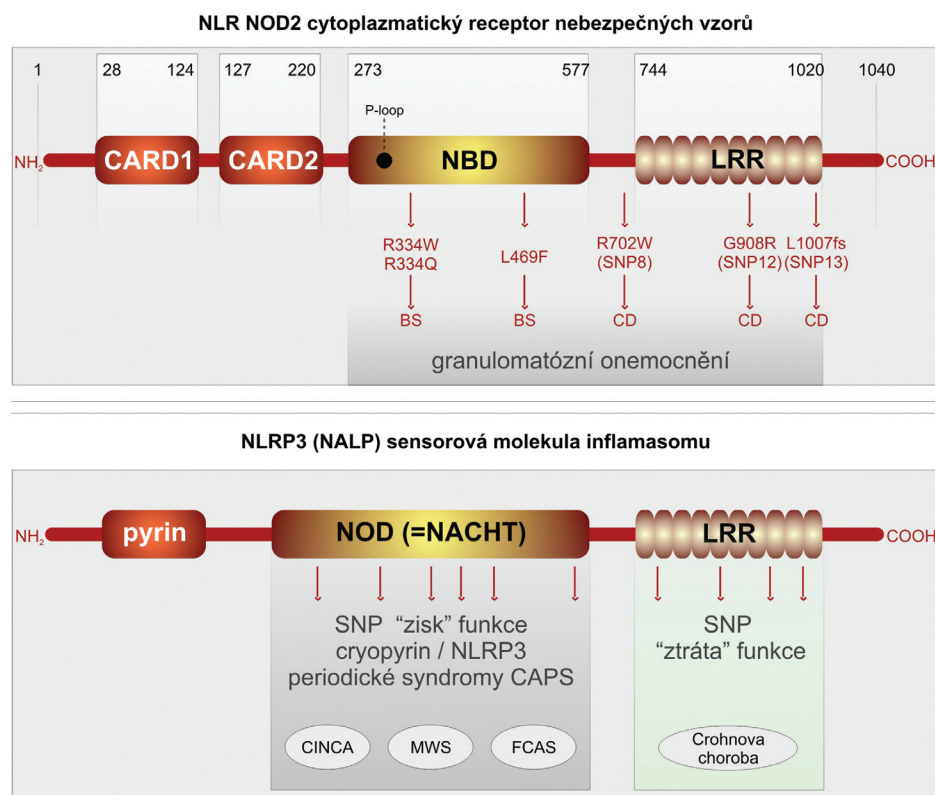 NLR NOD2 cytoplazmatický receptor nebezpečných vzorů
1 28 124 127 220 273 577 744 1020 1040
P-loop
NH2 CARD1 CARD2 NBD LRR COOH
R334W
R334Q
L469F
R702W
(SNP8)
G908R
(SNP12)
L1007fs
(SNP13)
BS BS CD CD CD
granulomatózní onemocnění
NLRP3 (NALP) sensorová molekula inflamasomu
NH2 pyrin NOD (=NACHT) LRR COOH
SNP "zisk" funkce
cryopyrin / NLRP3
periodické syndromy CAPS
SNP
"ztráta" funkce
CINCA MWS FCAS
Crohnova
choroba